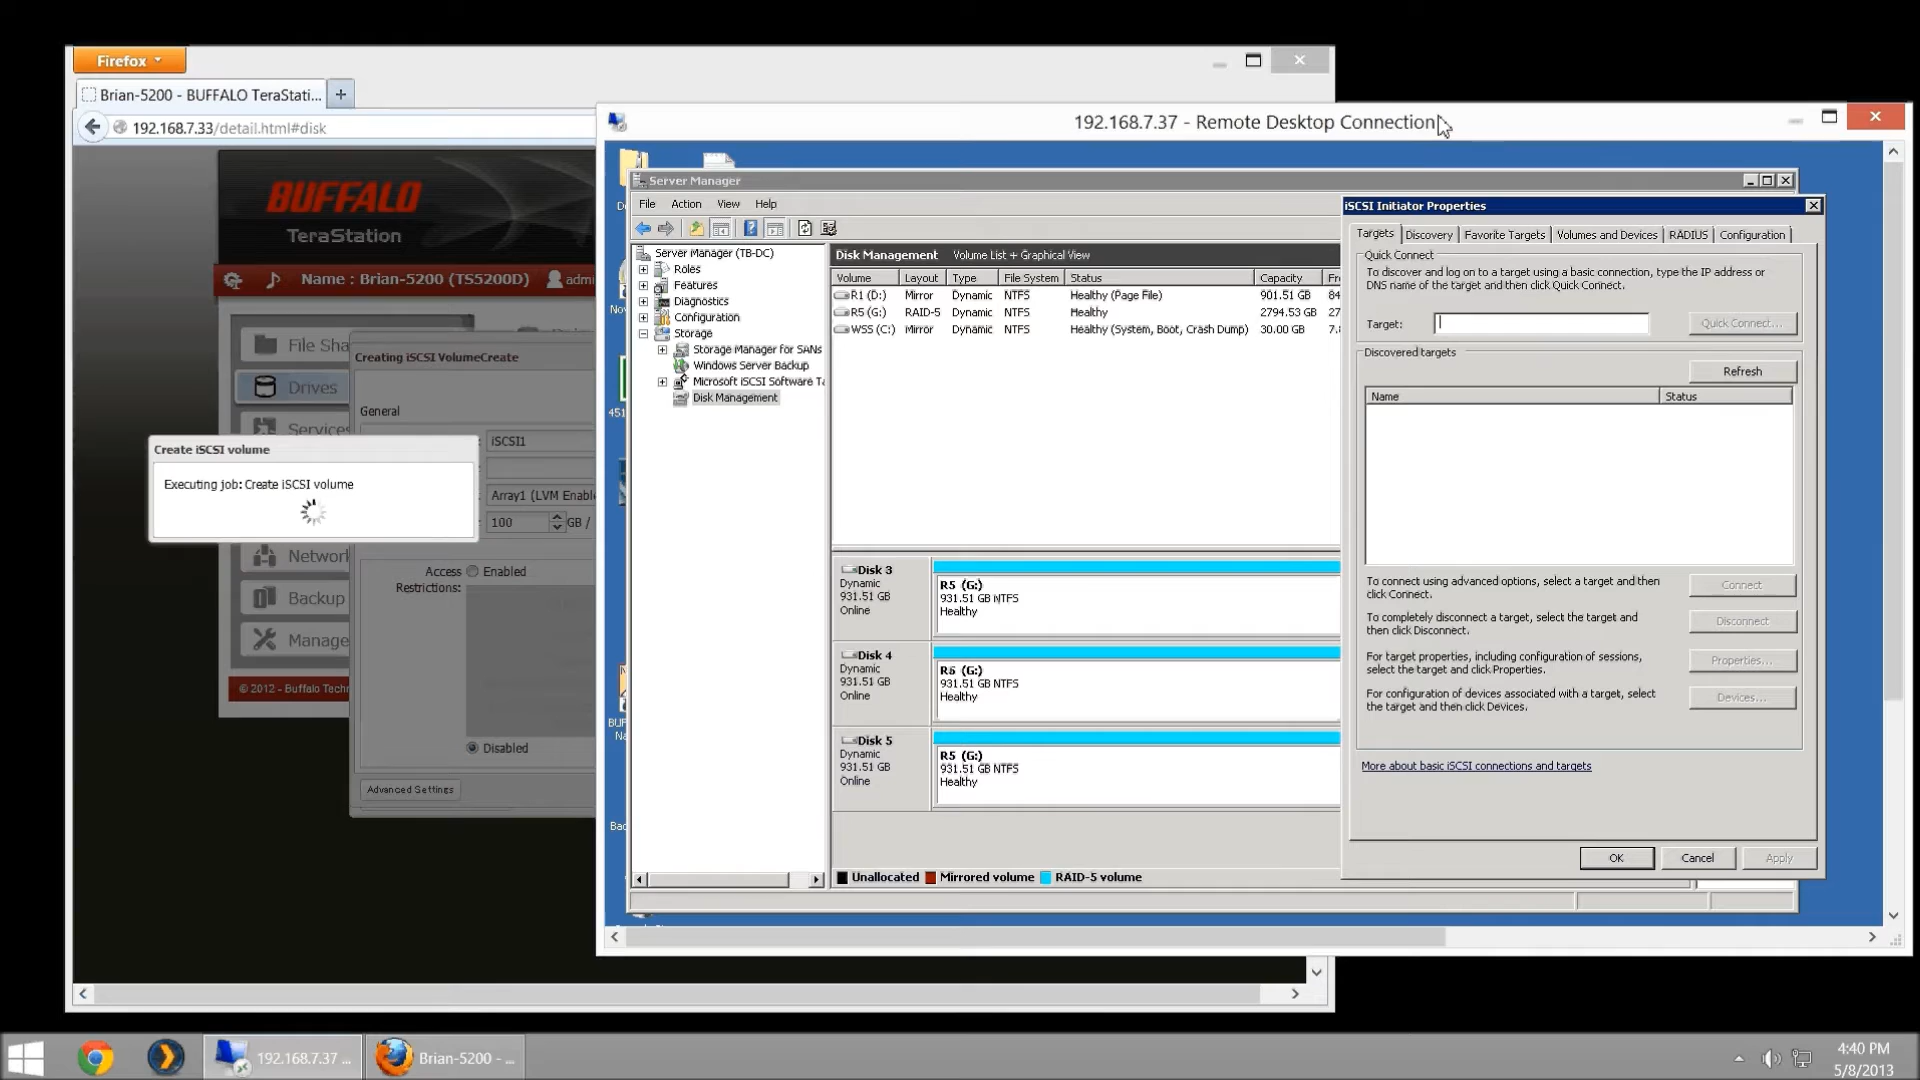 Firefox
Brian-5200 - BUFFALO TeraStati...
192.168.7.33/detail.html#disk
BUFFALO
TeraStation
Name : Brian-5200 (TS5200D)
File Sha
Drives
Services
Network
Backup
Manage
© 2012 - Buffalo Techn
Creating iSCSI VolumeCreate
General
iSCSI1
Array1 (LVM Enabl
100
GB /
Access
Restrictions:
Enabled
Disabled
Advanced Settings
Create iSCSI volume
Executing job: Create iSCSI volume
192.168.7.37 - Remote Desktop Connection
Server Manager
File Action View Help
Server Manager (TB-DC)
Roles
Features
Diagnostics
Configuration
Storage
Storage Manager for SANs
Windows Server Backup
Microsoft iSCSI Software Ta
Disk Management
Disk Management Volume List + Graphical View
Volume Layout Type File System Status Capacity
R1 (D:) Mirror Dynamic NTFS Healthy (Page File) 901.51 GB
R5 (G:) RAID-5 Dynamic NTFS Healthy 2794.53 GB
WSS (C:) Mirror Dynamic NTFS Healthy (System, Boot, Crash Dump) 30.00 GB
Disk 3
Dynamic
931.51 GB
Online
R5 (G:)
931.51 GB NTFS
Healthy
Disk 4
Dynamic
931.51 GB
Online
R5 (G:)
931.51 GB NTFS
Healthy
Disk 5
Dynamic
931.51 GB
Online
R5 (G:)
931.51 GB NTFS
Healthy
Unallocated Mirrored volume RAID-5 volume
iSCSI Initiator Properties
Targets Discovery Favorite Targets Volumes and Devices RADIUS Configuration
Quick Connect
To discover and log on to a target using a basic connection, type the IP address or
DNS name of the target and then click Quick Connect.
Target:
Quick Connect...
Discovered targets
Refresh
Name Status
To connect using advanced options, select a target and then
click Connect.
Connect
To completely disconnect a target, select the target and
then click Disconnect.
Disconnect
For target properties, including configuration of sessions,
select the target and click Properties.
Properties...
For configuration of devices associated with a target, select
the target and then click Devices.
Devices...
More about basic iSCSI connections and targets
OK Cancel Apply
192.168.7.37 ...
Brian-5200 - ...
4:40 PM
5/8/2013